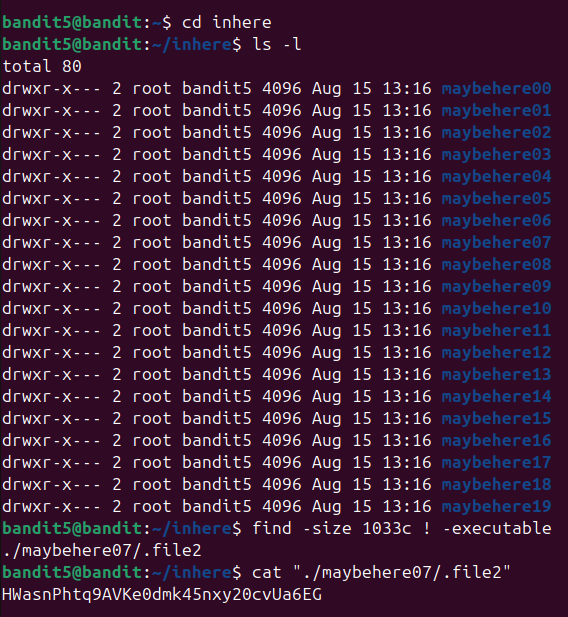 bandit5@bandit:~$ cd inhere
bandit5@bandit:~/inhere$ ls -l
total 80
drwxr-x--- 2 root bandit5 4096 Aug 15 13:16 maybehere00
drwxr-x--- 2 root bandit5 4096 Aug 15 13:16 maybehere01
drwxr-x--- 2 root bandit5 4096 Aug 15 13:16 maybehere02
drwxr-x--- 2 root bandit5 4096 Aug 15 13:16 maybehere03
drwxr-x--- 2 root bandit5 4096 Aug 15 13:16 maybehere04
drwxr-x--- 2 root bandit5 4096 Aug 15 13:16 maybehere05
drwxr-x--- 2 root bandit5 4096 Aug 15 13:16 maybehere06
drwxr-x--- 2 root bandit5 4096 Aug 15 13:16 maybehere07
drwxr-x--- 2 root bandit5 4096 Aug 15 13:16 maybehere08
drwxr-x--- 2 root bandit5 4096 Aug 15 13:16 maybehere09
drwxr-x--- 2 root bandit5 4096 Aug 15 13:16 maybehere10
drwxr-x--- 2 root bandit5 4096 Aug 15 13:16 maybehere11
drwxr-x--- 2 root bandit5 4096 Aug 15 13:16 maybehere12
drwxr-x--- 2 root bandit5 4096 Aug 15 13:16 maybehere13
drwxr-x--- 2 root bandit5 4096 Aug 15 13:16 maybehere14
drwxr-x--- 2 root bandit5 4096 Aug 15 13:16 maybehere15
drwxr-x--- 2 root bandit5 4096 Aug 15 13:16 maybehere16
drwxr-x--- 2 root bandit5 4096 Aug 15 13:16 maybehere17
drwxr-x--- 2 root bandit5 4096 Aug 15 13:16 maybehere18
drwxr-x--- 2 root bandit5 4096 Aug 15 13:16 maybehere19
bandit5@bandit:~/inhere$ find -size 1033c ! -executable
./maybehere07/.file2
bandit5@bandit:~/inhere$ cat "./maybehere07/.file2"
HWasnPhtq9AVKe0dmk45nxy20cvUa6EG